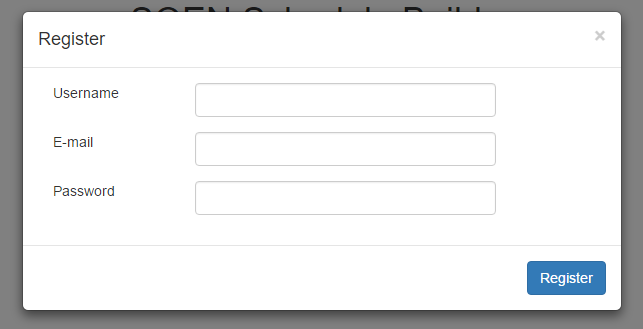 Register ×
Username
E-mail
Password
Register